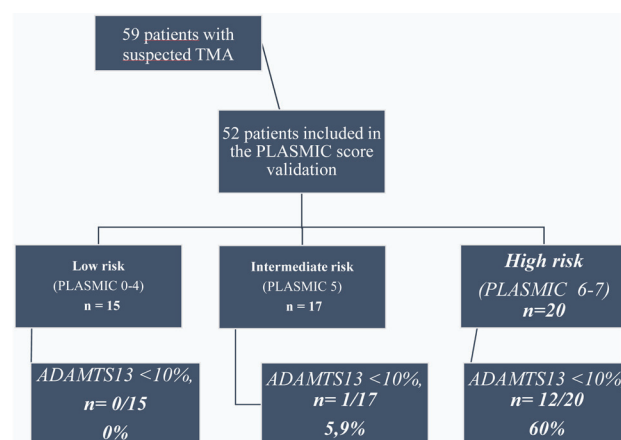 59 patients with
suspected TMA
52 patients included in
the PLASMIC score
validation
Low risk
(PLASMIC 0-4)
n = 15
Intermediate risk
(PLASMIC 5)
n = 17
High risk
(PLASMIC 6-7)
n=20
ADAMTS13 <10%,
n= 0/15
0%
ADAMTS13 <10%,
n= 1/17
5,9%
ADAMTS13 <10%
n= 12/20
60%